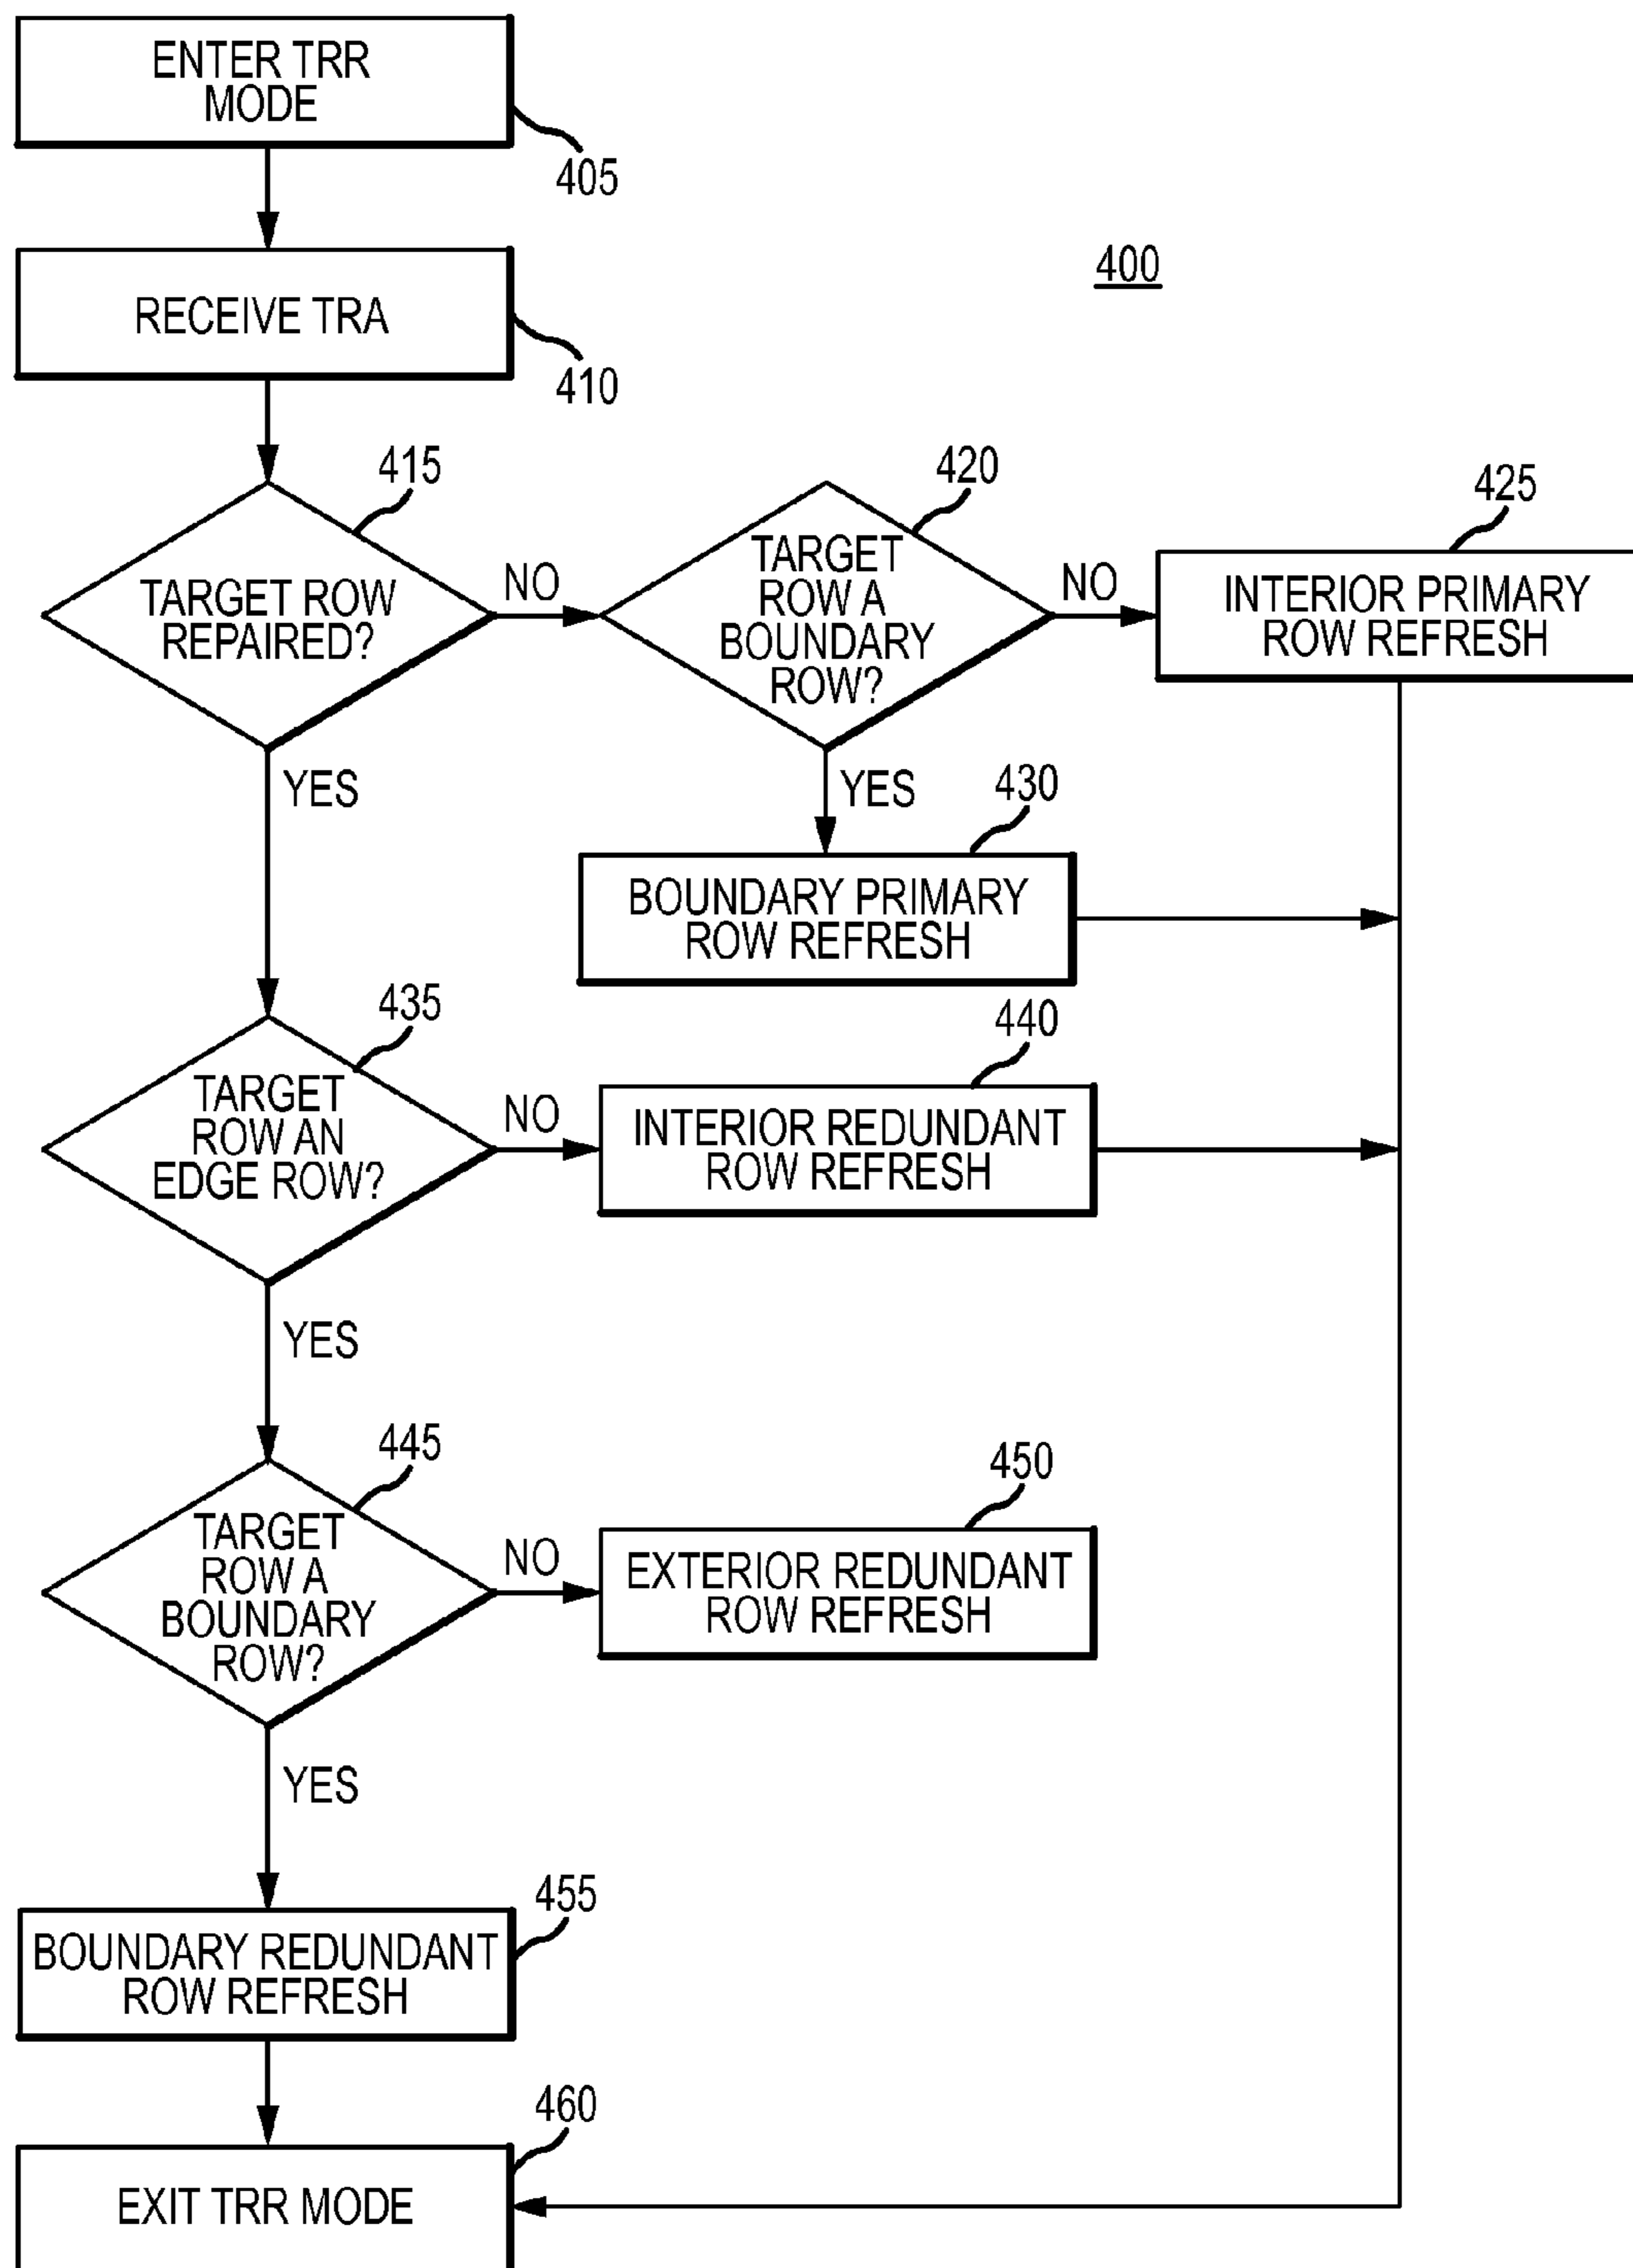 ENTER TRR
MODE
405
RECEIVE TRA
410
400
415
TARGET ROW
REPAIRED?
NO
YES
420
TARGET
ROW A
BOUNDARY
ROW?
NO
YES
425
INTERIOR PRIMARY
ROW REFRESH
430
BOUNDARY PRIMARY
ROW REFRESH
435
TARGET
ROW AN
EDGE ROW?
NO
YES
440
INTERIOR REDUNDANT
ROW REFRESH
445
TARGET
ROW A
BOUNDARY
ROW?
NO
YES
450
EXTERIOR REDUNDANT
ROW REFRESH
455
BOUNDARY REDUNDANT
ROW REFRESH
460
EXIT TRR MODE